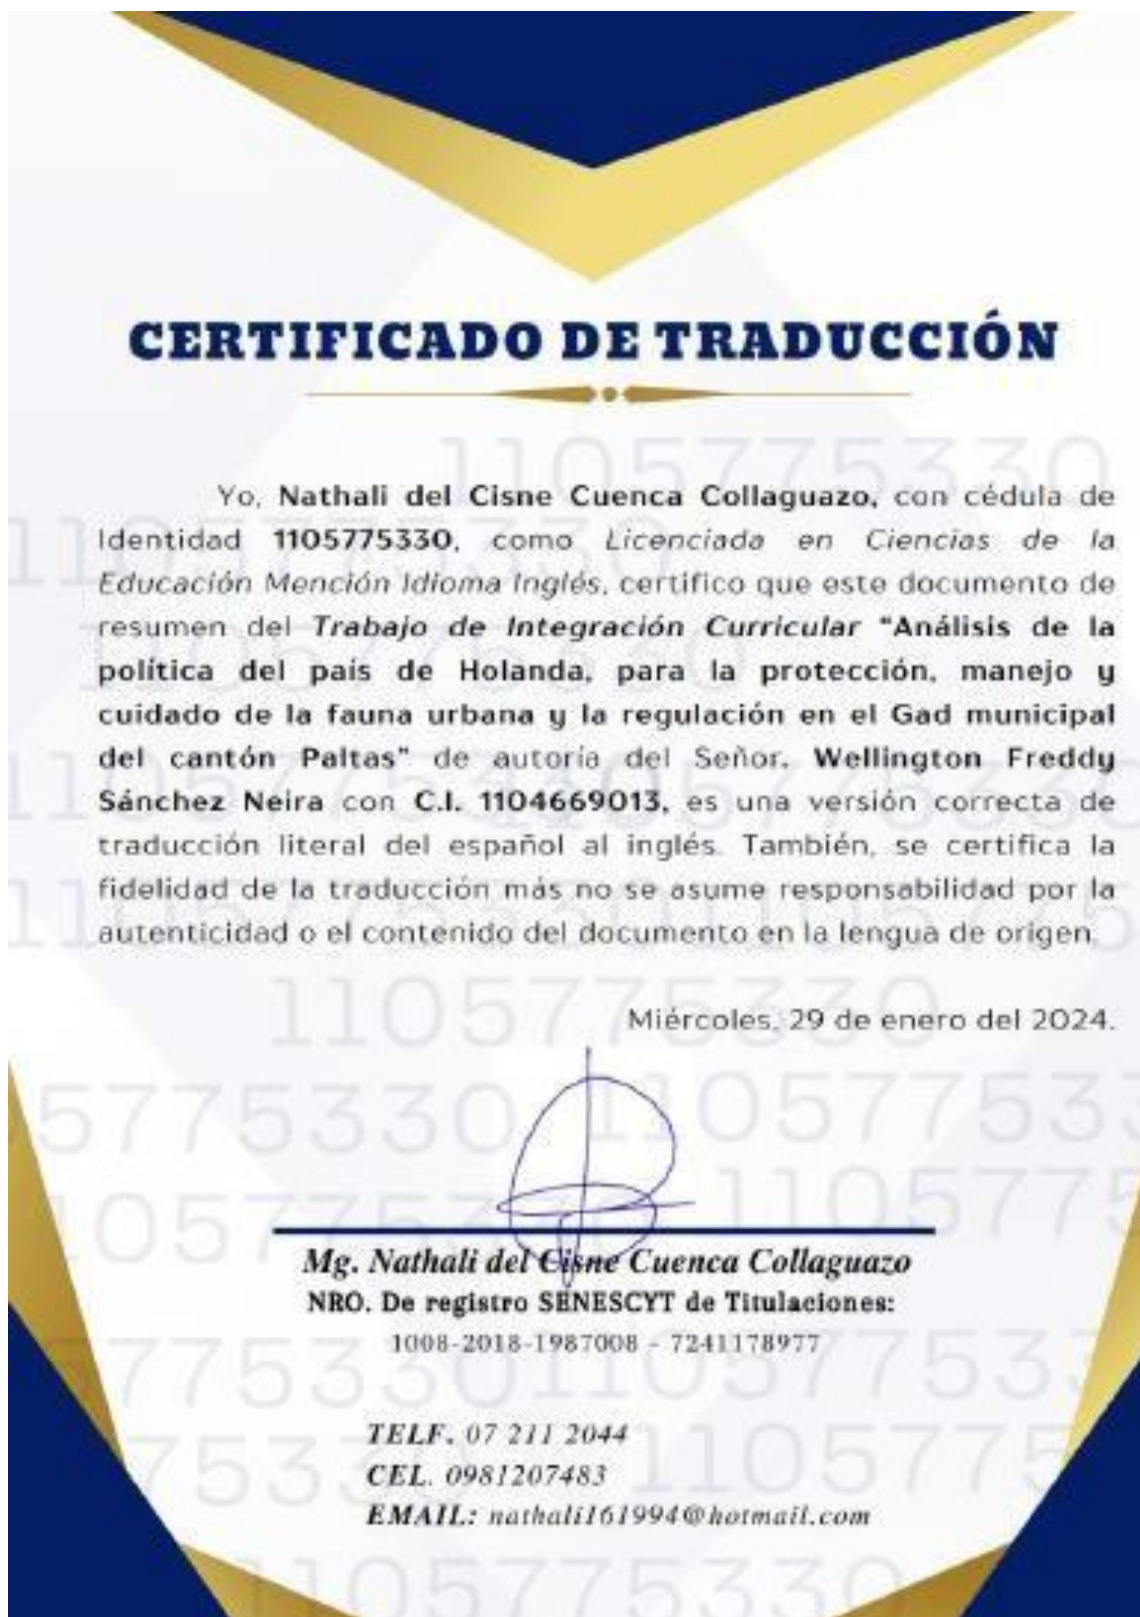 CERTIFICADO DE TRADUCCIÓN
Yo, Nathali del Cisne Cuenca Collaguazo, con cédula de
Identidad 1105775330, como Licenciada en Ciencias de la
Educación Mención Idioma Inglés, certifico que este documento de
resumen del Trabajo de Integración Curricular "Análisis de la
política del país de Holanda, para la protección, manejo y
cuidado de la fauna urbana y la regulación en el Gad municipal
del cantón Paltas" de autoría del Señor. Wellington Freddy
Sánchez Neira con C.I. 1104669013, es una versión correcta de
traducción literal del español al inglés. También, se certifica la
fidelidad de la traducción más no se asume responsabilidad por la
autenticidad o el contenido del documento en la lengua de origen.
Miércoles, 29 de enero del 2024.
Mg. Nathali del Cisne Cuenca Collaguazo
NRO. De registro SENESCYT de Titulaciones:
1008-2018-1987008 - 7241178977
TELF. 07 211 2044
CEL. 0981207483
EMAIL: nathali161994@hotmail.com